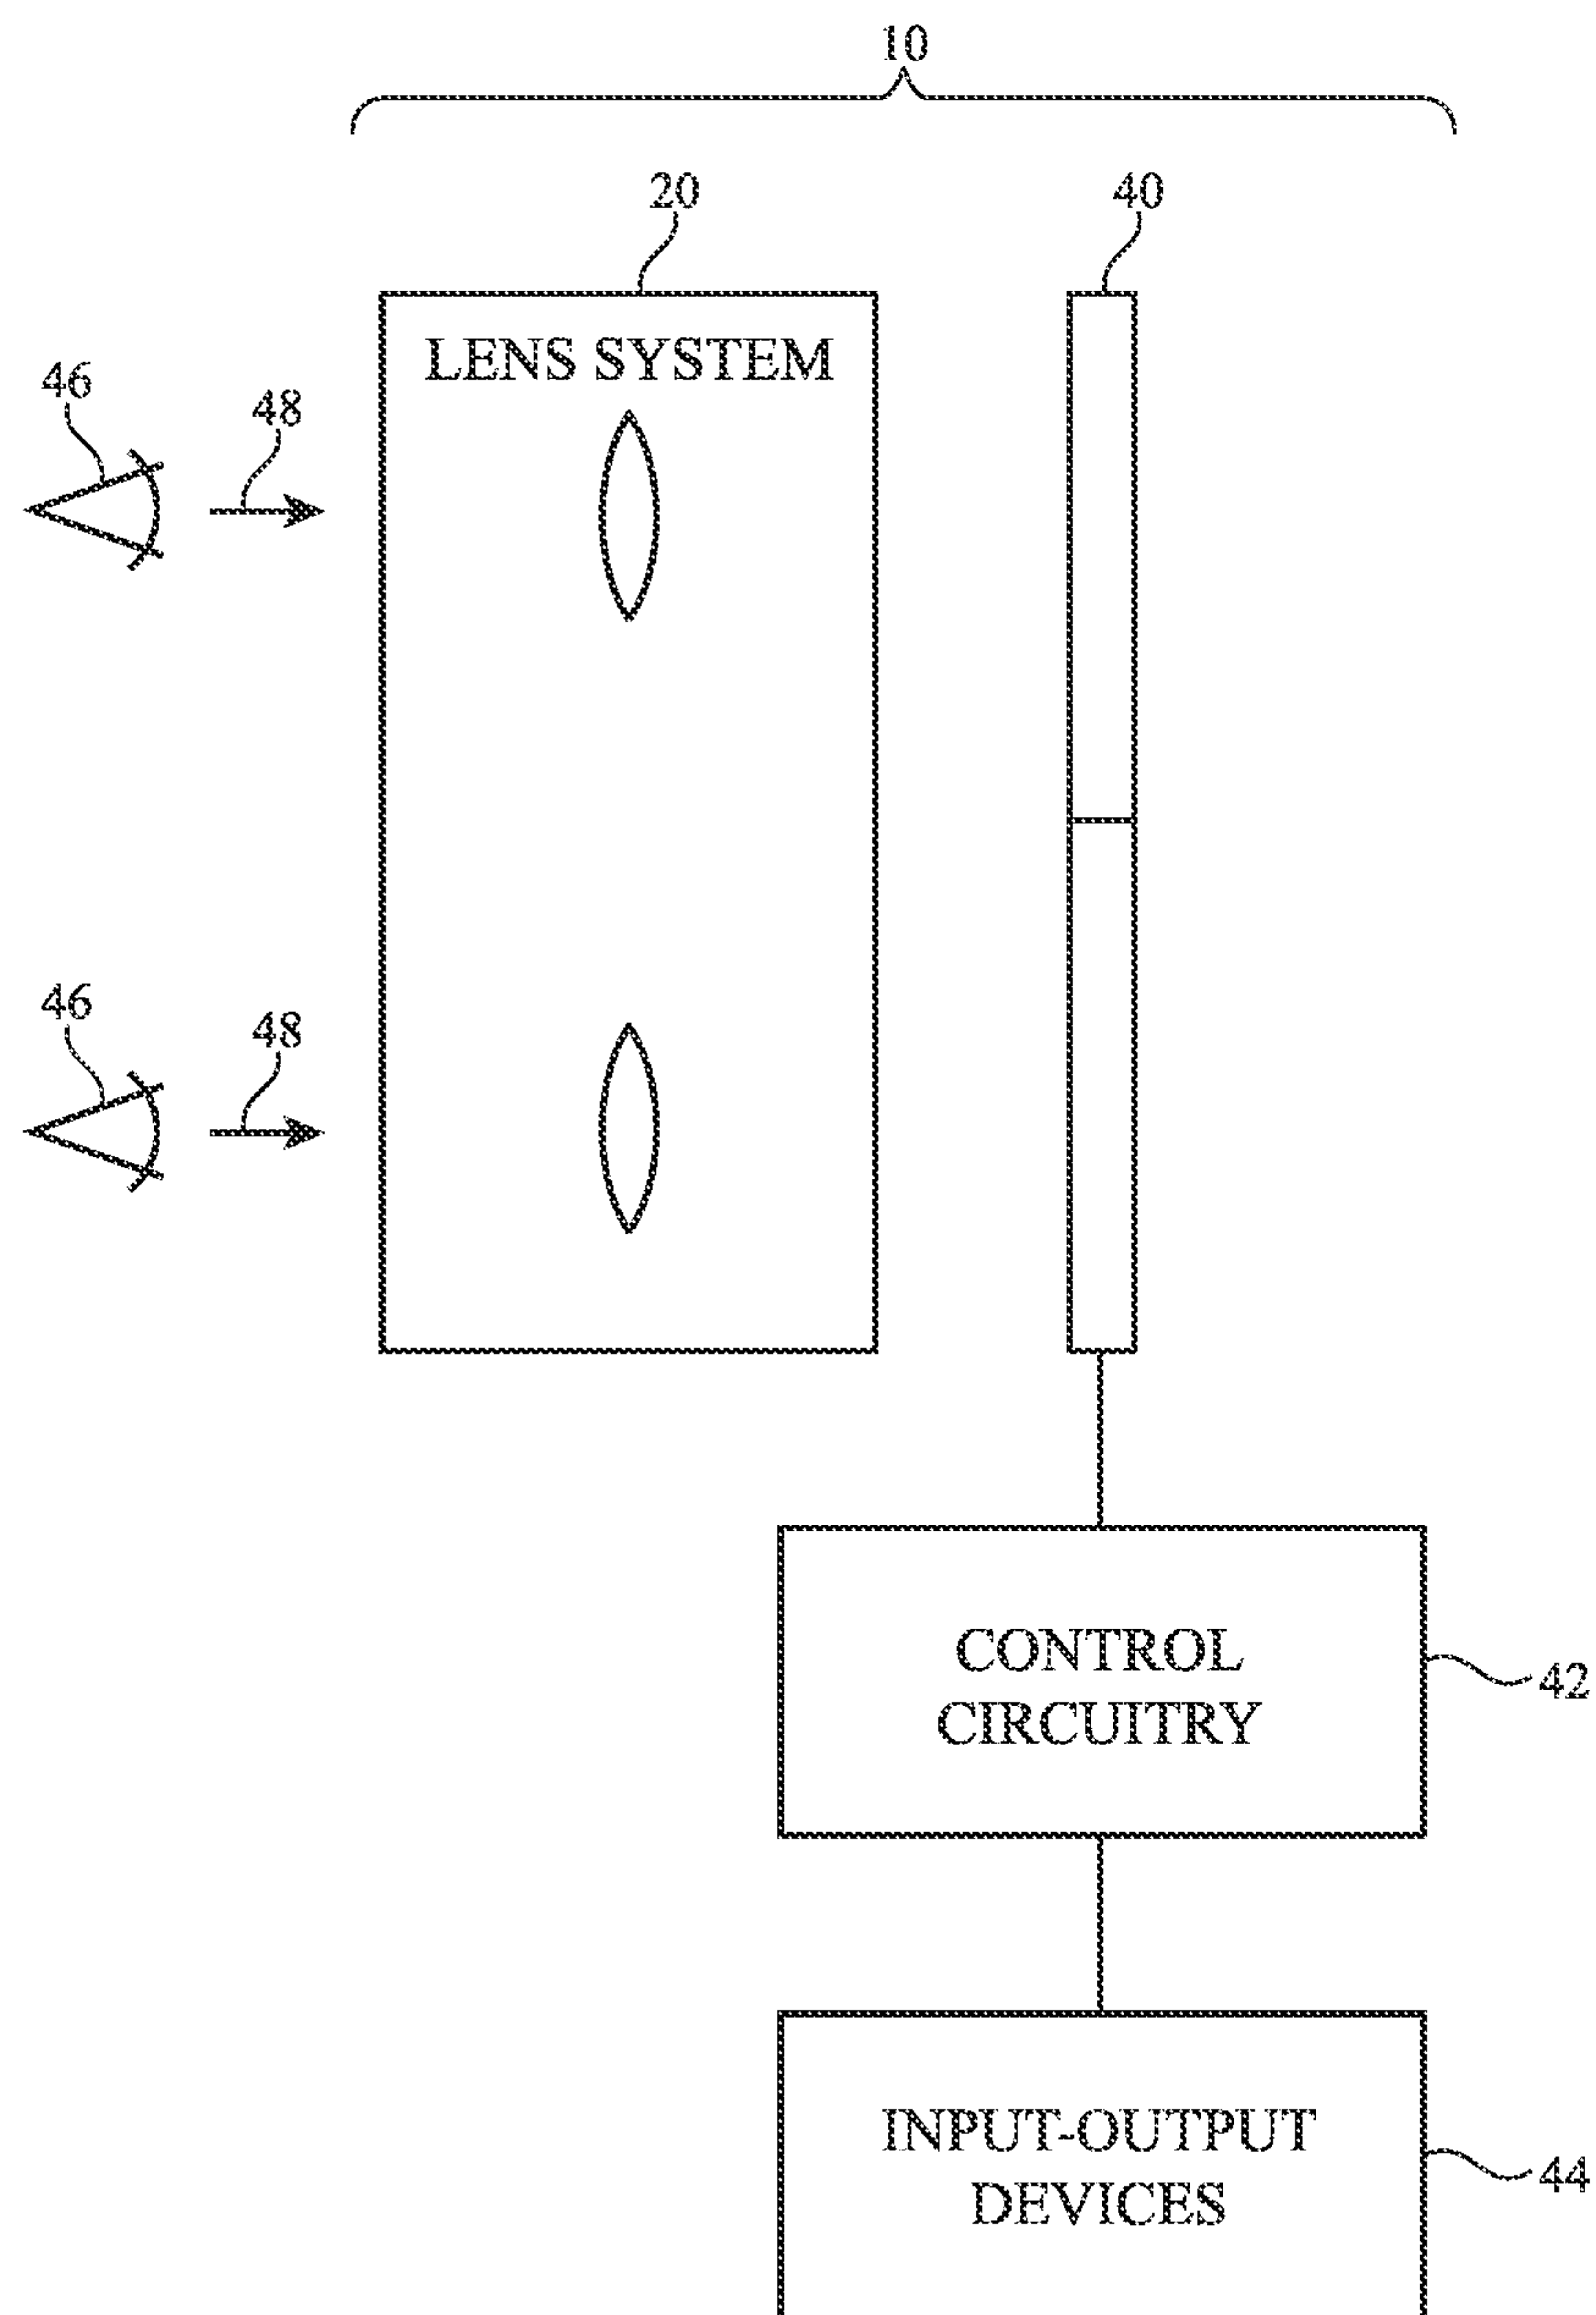 10
20
40
LENS SYSTEM
46
48
46
48
CONTROL
CIRCUITRY
42
INPUT-OUTPUT
DEVICES
44